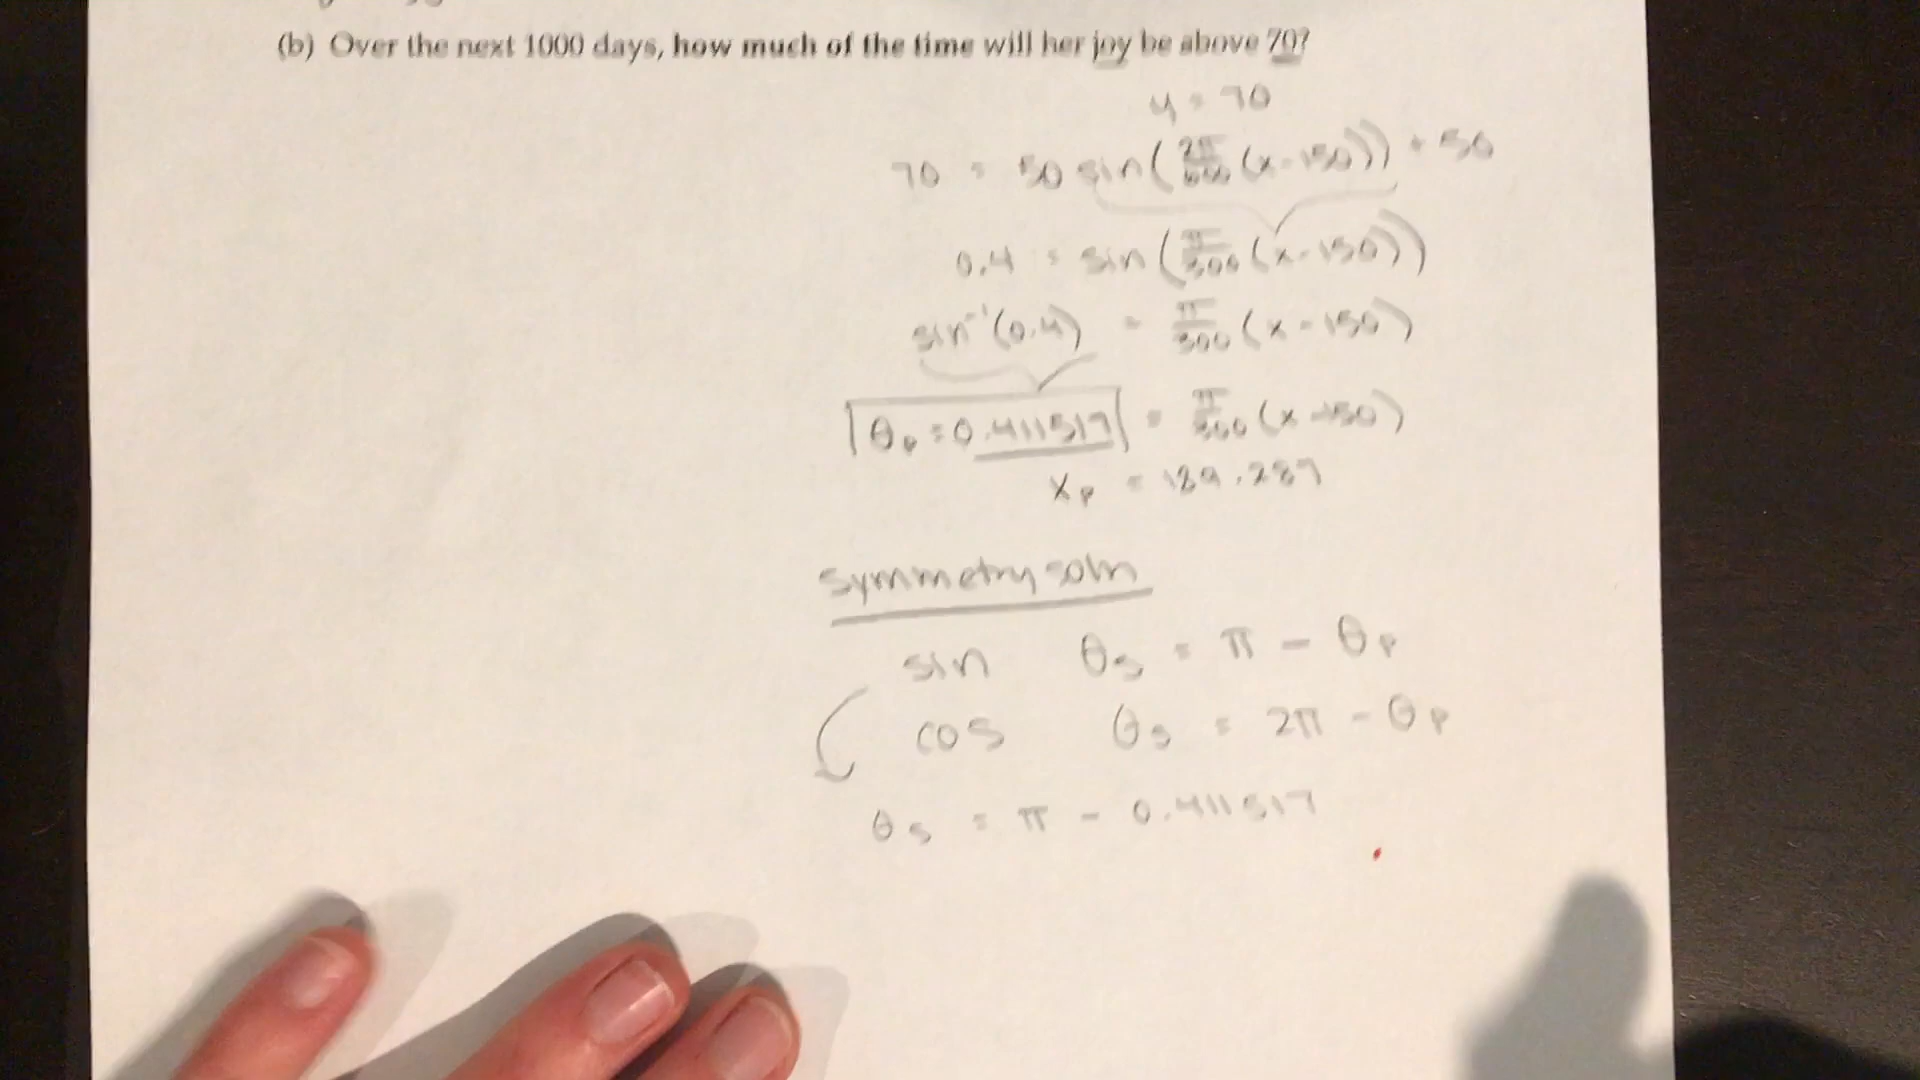 (b) Over the next 1000 days, how much of the time will her joy be above 70?
y = 70
70 = 50 sin(2π/600 (x-150)) + 50
0.4 = sin(π/300 (x-150))
sin⁻¹(0.4) = π/300 (x-150)
θp = 0.411517 = π/300 (x-150)
xp = 189.287
symmetry soln
sin θs = π - θp
cos θs = 2π - θp
θs = π - 0.411517